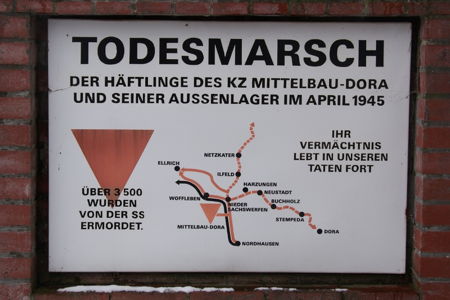 TODESMARSCH
DER HÄFTLINGE DES KZ MITTELBAU-DORA
UND SEINER AUSSENLAGER IM APRIL 1945
ÜBER 3500
WURDEN
VON DER SS
ERMORDET.
IHR
VERMÄCHTNIS
LEBT IN UNSEREN
TATEN FORT
NETZKATER
ELLRICH
ILFELD
HARZUNGEN
WOFFLEBEN
NEUSTADT
NIEDER
SACHSWERFEN
BUCHHOLZ
STEMPEDA
MITTELBAU-DORA
DORA
NORDHAUSEN